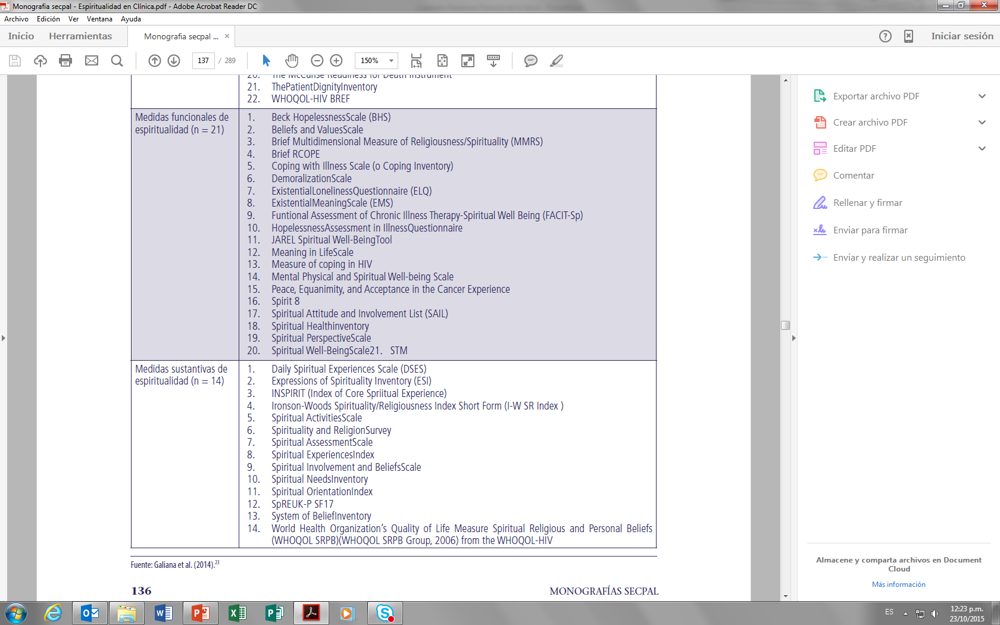 Monografia secpal - Espiritualidad en Clínica.pdf - Adobe Acrobat Reader DC
Archivo Edición Ver Ventana Ayuda
Inicio Herramientas Monografia secpal ... × Iniciar sesión
137 / 289 150%
20. The McCanse Readiness for Death Instrument
21. ThePatientDignityInventory
22. WHOQOL-HIV BREF
Medidas funcionales de
espiritualidad (n = 21)
1. Beck HopelessnessScale (BHS)
2. Beliefs and ValuesScale
3. Brief Multidimensional Measure of Religiousness/Spirituality (MMRS)
4. Brief RCOPE
5. Coping with Illness Scale (o Coping Inventory)
6. DemoralizationScale
7. ExistentialLonelinessQuestionnaire (ELQ)
8. ExistentialMeaningScale (EMS)
9. Funtional Assessment of Chronic Illness Therapy-Spiritual Well Being (FACIT-Sp)
10. HopelessnessAssessment in IllnessQuestionnaire
11. JAREL Spiritual Well-BeingTool
12. Meaning in LifeScale
13. Measure of coping in HIV
14. Mental Physical and Spiritual Well-being Scale
15. Peace, Equanimity, and Acceptance in the Cancer Experience
16. Spirit 8
17. Spiritual Attitude and Involvement List (SAIL)
18. Spiritual Healthinventory
19. Spiritual PerspectiveScale
20. Spiritual Well-BeingScale21. STM
Medidas sustantivas de
espiritualidad (n = 14)
1. Daily Spiritual Experiences Scale (DSES)
2. Expressions of Spirituality Inventory (ESI)
3. INSPIRIT (Index of Core Spriitual Experience)
4. Ironson-Woods Spirituality/Religiousness Index Short Form (I-W SR Index )
5. Spiritual ActivitiesScale
6. Spirituality and ReligionSurvey
7. Spiritual AssessmentScale
8. Spiritual ExperiencesIndex
9. Spiritual Involvement and BeliefsScale
10. Spiritual NeedsInventory
11. Spiritual OrientationIndex
12. SpREUK-P SF17
13. System of BeliefInventory
14. World Health Organization's Quality of Life Measure Spiritual Religious and Personal Beliefs
(WHOQOL SRPB)(WHOQOL SRPB Group, 2006) from the WHOQOL-HIV
Fuente: Galiana et al. (2014).23
136 MONOGRAFÍAS SECPAL
Exportar archivo PDF
Crear archivo PDF
Editar PDF
Comentar
Rellenar y firmar
Enviar para firmar
Enviar y realizar un seguimiento
Almacene y comparta archivos en Document
Cloud
Más información
ES
12:23 p.m.
23/10/2015